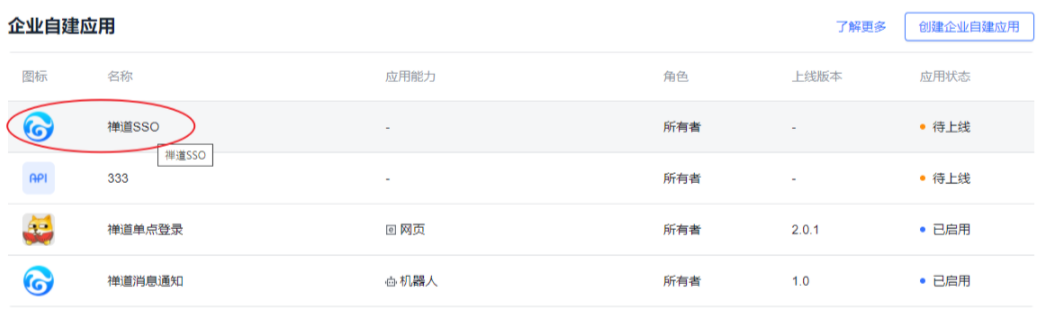 企业自建应用 了解更多 创建企业自建应用
图标 名称 应用能力 角色 上线版本 应用状态
禅道SSO - 所有者 - 待上线
禅道SSO
API 333 - 所有者 - 待上线
禅道单点登录 网页 所有者 2.0.1 已启用
禅道消息通知 机器人 所有者 1.0 已启用